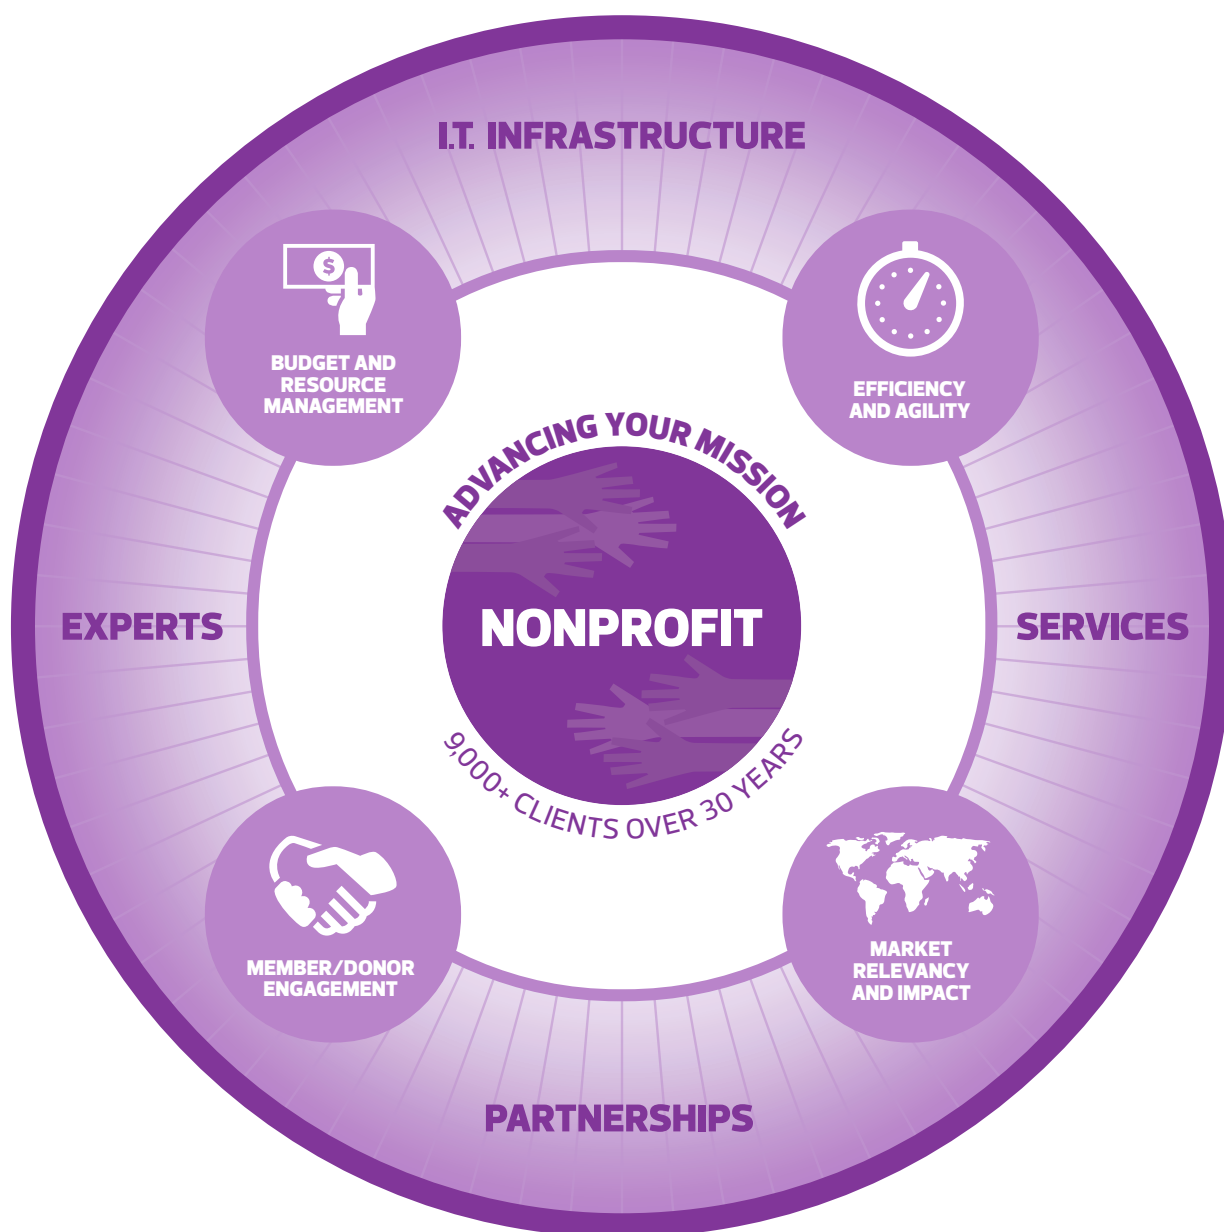 I.T. INFRASTRUCTURE
$
BUDGET AND
RESOURCE
MANAGEMENT
EFFICIENCY
AND AGILITY
ADVANCING YOUR MISSION
EXPERTS
NONPROFIT
SERVICES
9,000+ CLIENTS OVER 30 YEARS
MEMBER/DONOR
ENGAGEMENT
MARKET
RELEVANCY
AND IMPACT
PARTNERSHIPS